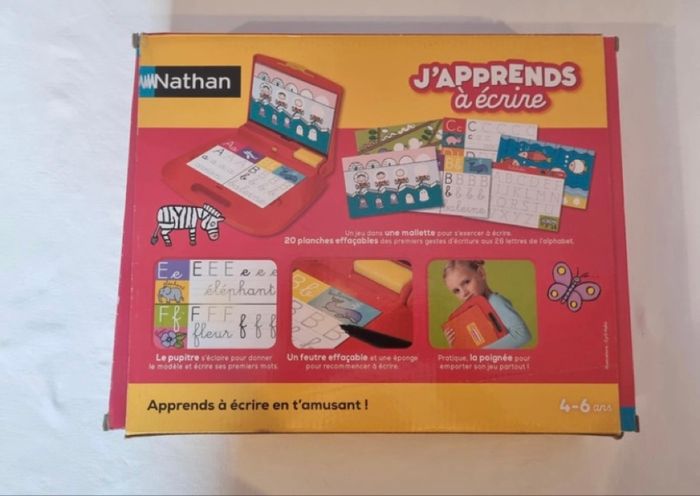 Nathan
J'APPRENDS
à écrire
Un jeu dans une mallette pour s'exercer à écrire.
20 planches effaçables des premiers gestes d'écriture aux 26 lettres de l'alphabet.
E e E E E e e e
éléphant
F f F F F f f f
fleur
Le pupitre s'éclaire pour donner
le modèle et écrire ses premiers mots.
Un feutre effaçable et une éponge
pour recommencer à écrire.
Pratique, la poignée pour
emporter son jeu partout !
Apprends à écrire en t'amusant !
4-6 ans